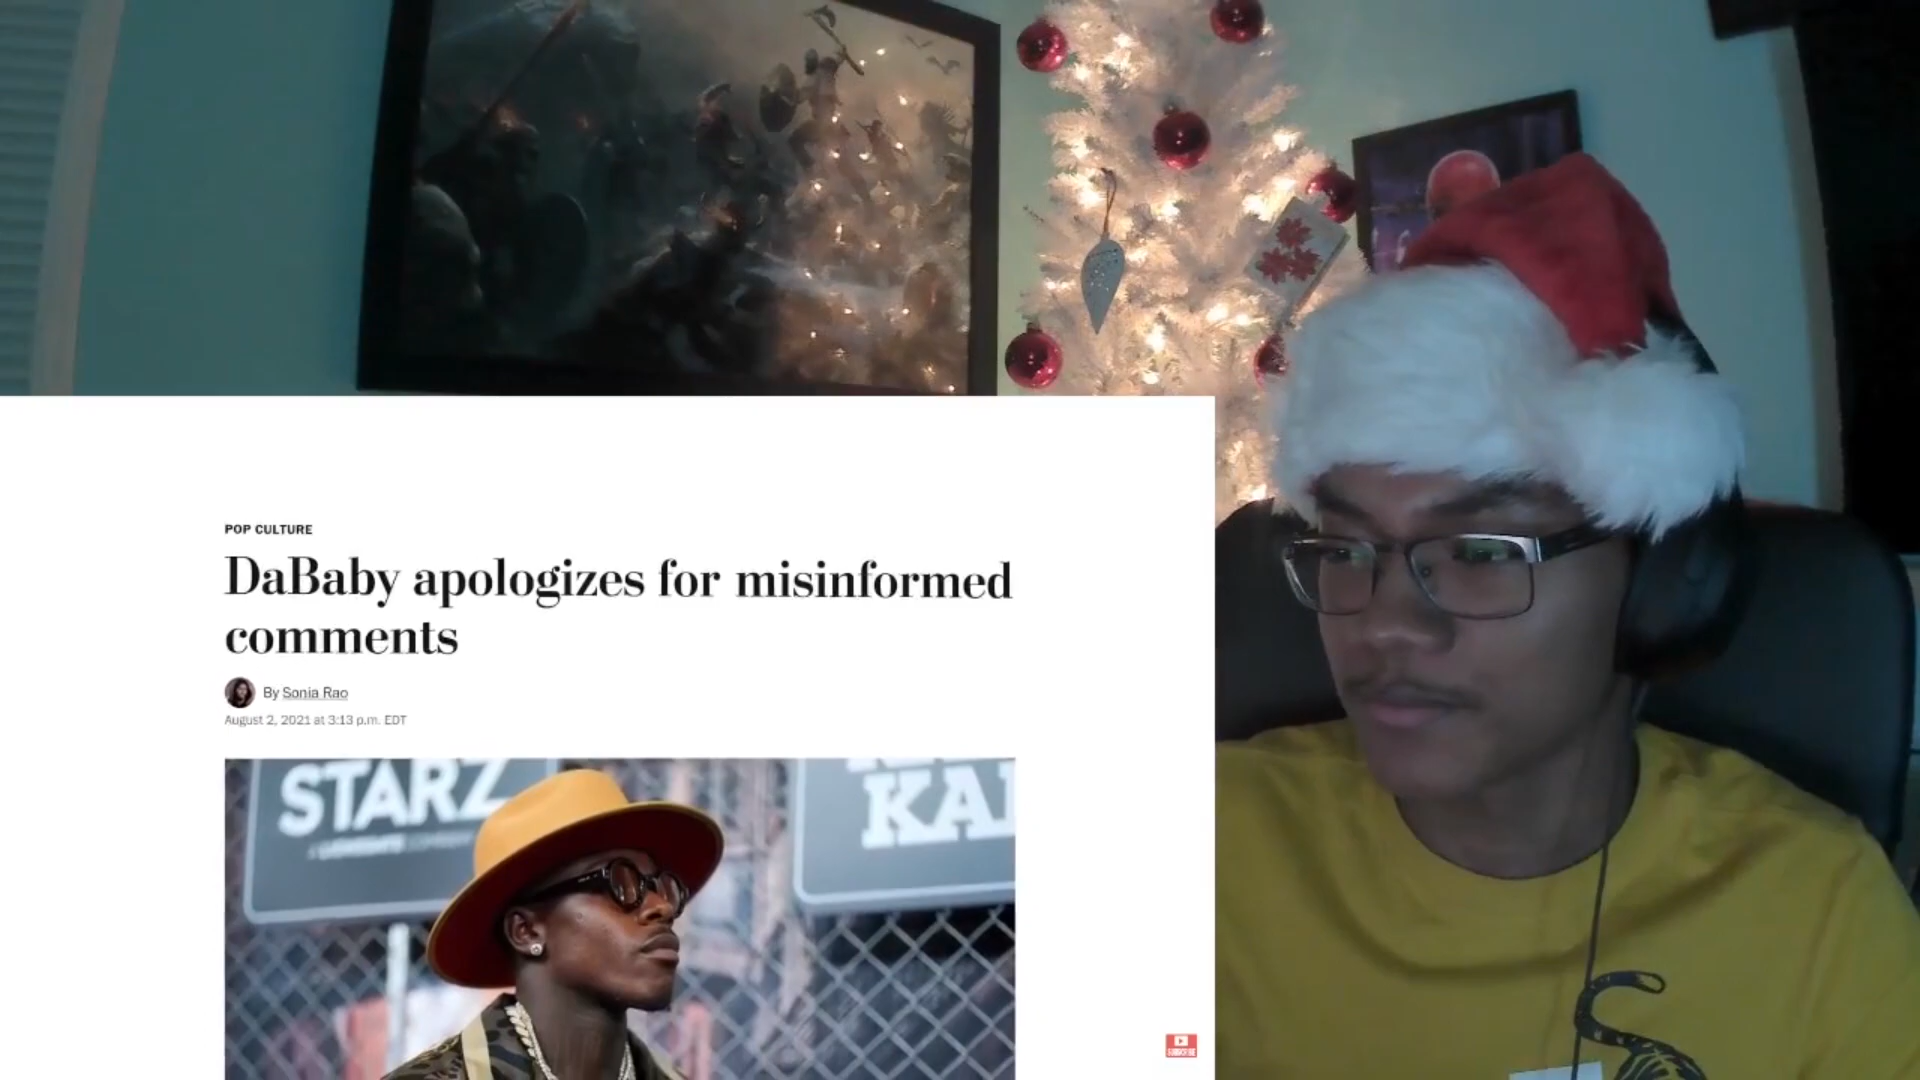 POP CULTURE
DaBaby apologizes for misinformed
comments
By Sonia Rao
August 2, 2021 at 3:13 p.m. EDT
STARZ
KA
SUBSCRIBE